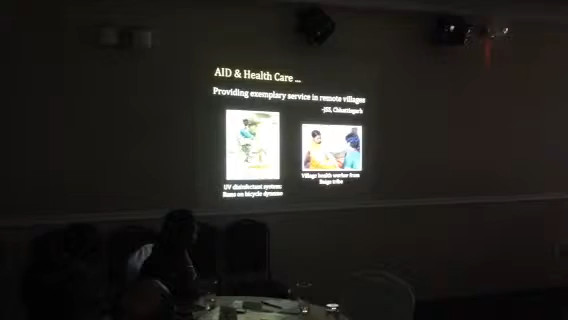 AID & Health Care ...
Providing exemplary service in remote villages
-JSS, Chhattisgarh
UV disinfectant system:
Runs on bicycle dynamo
Village health worker from
Baiga tribe